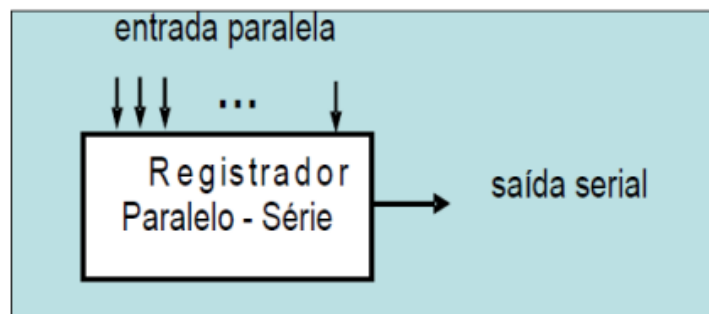 entrada paralela
...
Registrador
Paralelo - Série
saída serial